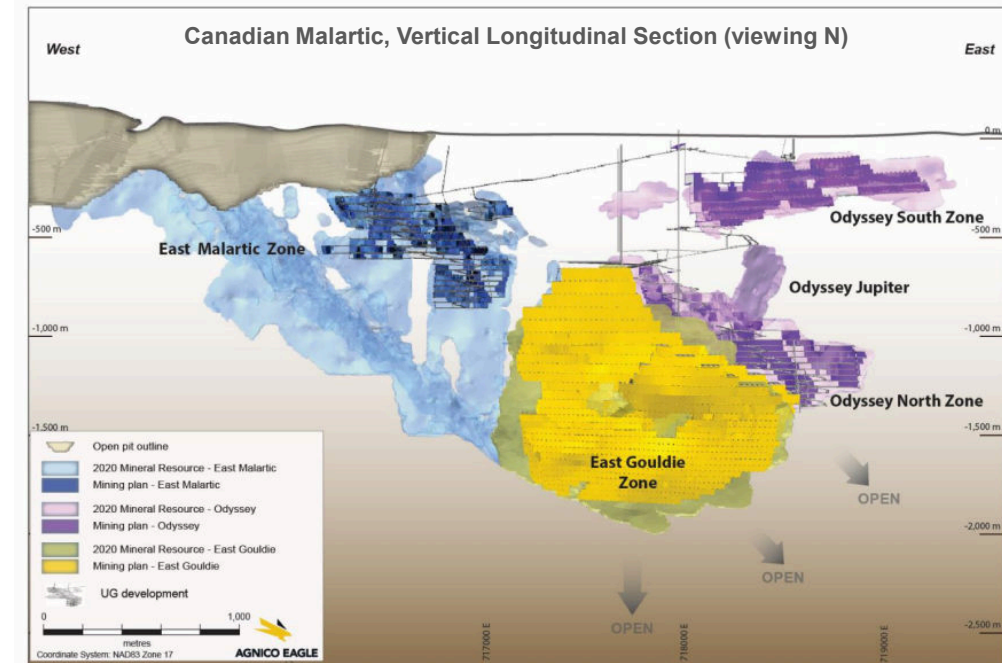 Canadian Malartic, Vertical Longitudinal Section (viewing N)
West
East
0 m
Odyssey South Zone
-500 m
-500 m
East Malartic Zone
Odyssey Jupiter
-1,000 m
-1,000 m
Odyssey North Zone
-1,500 m
-1,500 m
East Gouldie
Zone
OPEN
-2,000 m
OPEN
OPEN
-2,500 m
717000 E
718000 E
719000 E
Open pit outline
2020 Mineral Resource - East Malartic
Mining plan - East Malartic
2020 Mineral Resource - Odyssey
Mining plan - Odyssey
2020 Mineral Resource - East Gouldie
Mining plan - East Gouldie
UG development
0 1,000
metres
Coordinate System: NAD83 Zone 17
AGNICO EAGLE